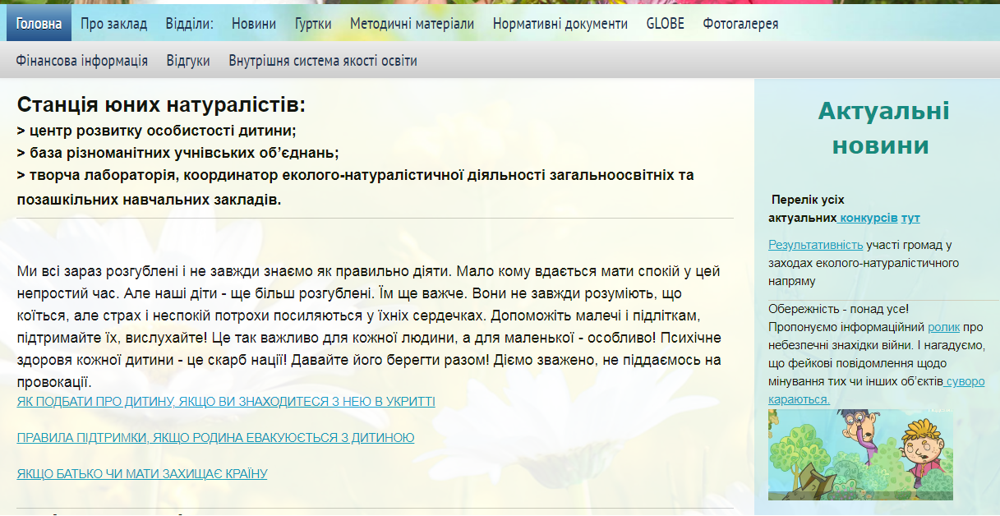 Головна Про заклад Відділи: Новини Гуртки Методичні матеріали Нормативні документи GLOBE Фотогалерея
Фінансова інформація Відгуки Внутрішня система якості освіти
Станція юних натуралістів:
> центр розвитку особистості дитини;
> база різноманітних учнівських об’єднань;
> творча лабораторія, координатор еколого-натуралістичної діяльності загальноосвітніх та
позашкільних навчальних закладів.
Ми всі зараз розгублені і не завжди знаємо як правильно діяти. Мало кому вдається мати спокій у цей
непростий час. Але наші діти - ще більш розгублені. Їм ще важче. Вони не завжди розуміють, що
коїться, але страх і неспокій потрохи посиляються у їхніх сердечках. Допоможіть малечі і підліткам,
підтримайте їх, вислухайте! Це так важливо для кожної людини, а для маленької - особливо! Психічне
здоровя кожної дитини - це скарб нації! Давайте його берегти разом! Діємо зважено, не піддаємось на
провокації.
ЯК ПОДБАТИ ПРО ДИТИНУ, ЯКЩО ВИ ЗНАХОДИТЕСЯ З НЕЮ В УКРИТТІ
ПРАВИЛА ПІДТРИМКИ, ЯКЩО РОДИНА ЕВАКУЮЄТЬСЯ З ДИТИНОЮ
ЯКЩО БАТЬКО ЧИ МАТИ ЗАХИЩАЄ КРАЇНУ
Актуальні
новини
Перелік усіх
актуальних конкурсів тут
Результативність участі громад у
заходах еколого-натуралістичного
напряму
Обережність - понад усе!
Пропонуємо інформаційний ролик про
небезпечні знахідки війни. І нагадуємо,
що фейкові повідомлення щодо
мінування тих чи інших об’єктів суворо
караються.